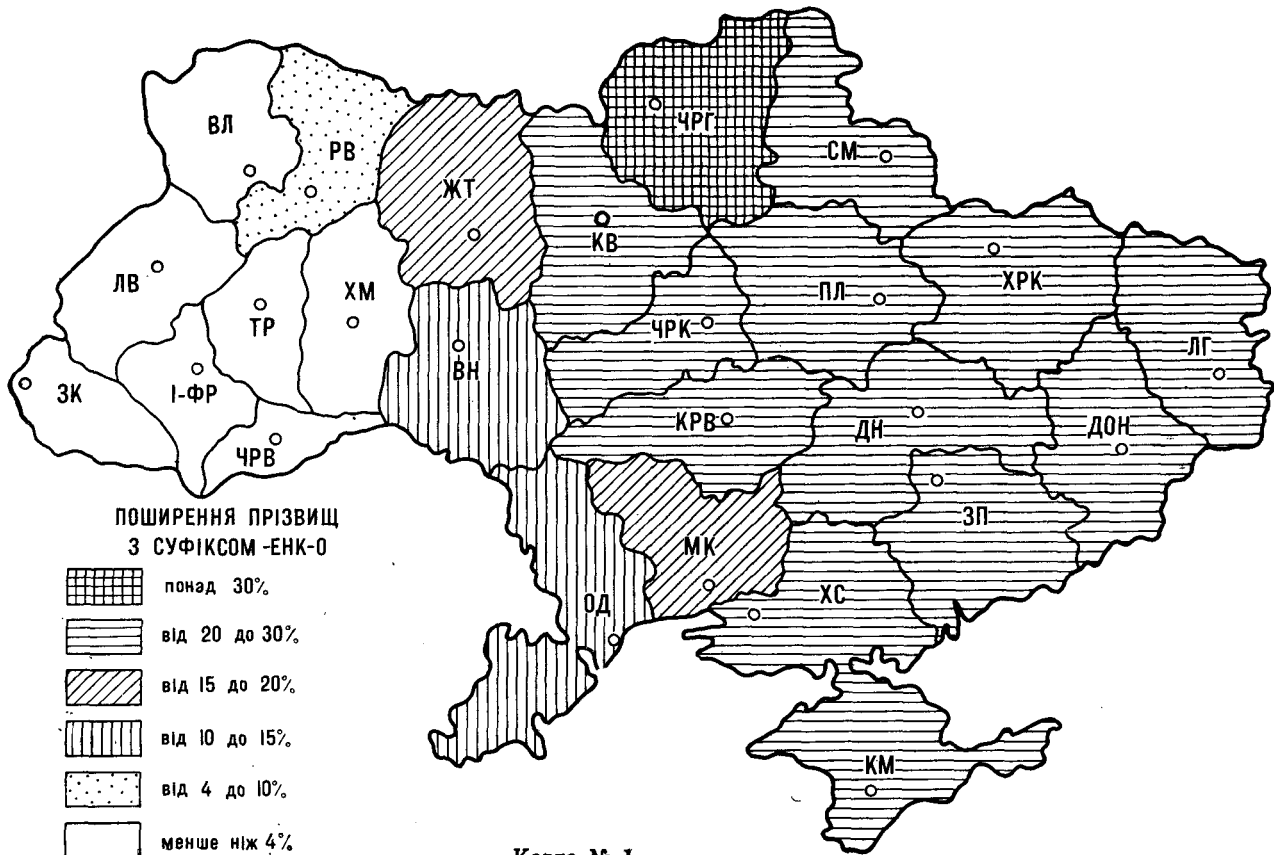 ЧРГ
ВЛ
РВ
СМ
ЖТ
КВ
ЛВ
ХМ
ТР
ПЛ
ХРК
ЧРК
ЛГ
ВН
ЗК
І-ФР
КРВ
ДН
ДОН
ЧРВ
ЗП
МК
ХС
ОД
КМ
ПОШИРЕННЯ ПРІЗВИЩ
З СУФІКСОМ -ЕНК-О
понад 30%
від 20 до 30%
від 15 до 20%
від 10 до 15%
від 4 до 10%
менше ніж 4%